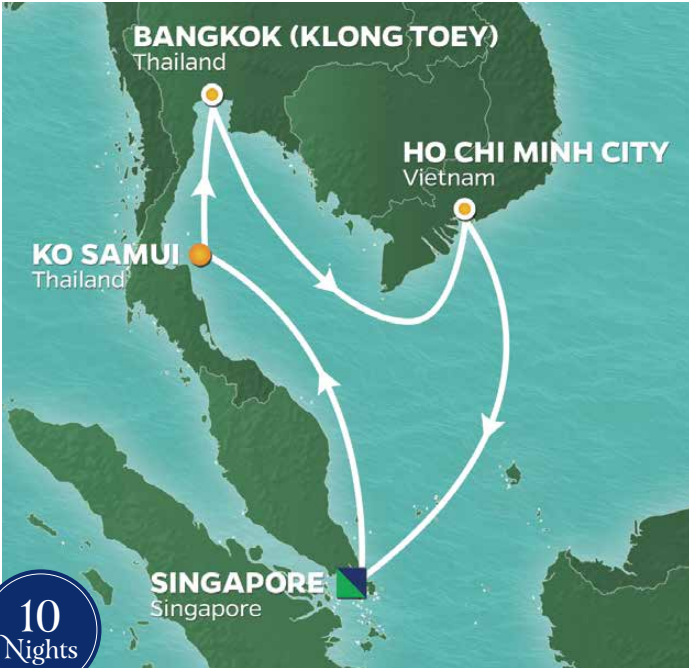 BANGKOK (KLONG TOEY)
Thailand
HO CHI MINH CITY
Vietnam
KO SAMUI
Thailand
SINGAPORE
Singapore
10
Nights